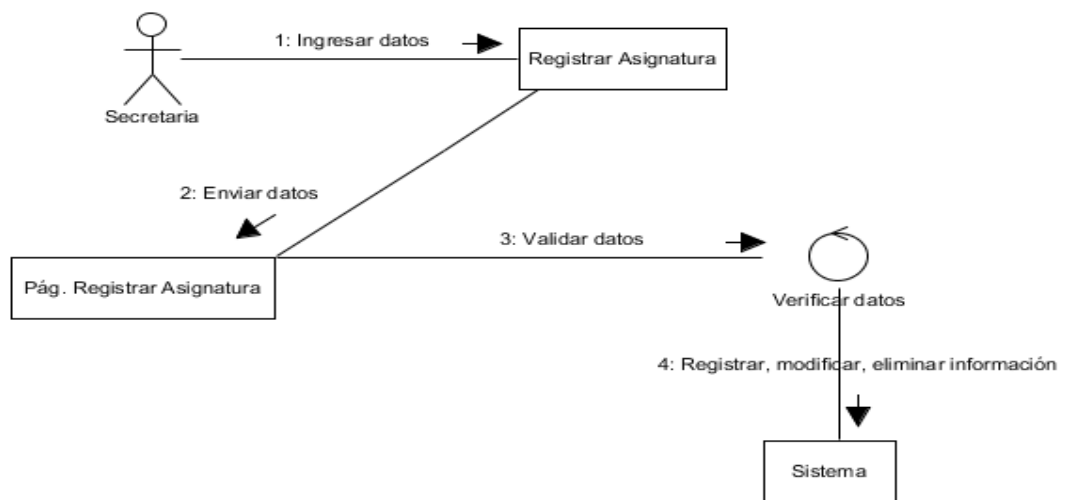 1: Ingresar datos
Registrar Asignatura
Secretaria
2: Enviar datos
3: Validar datos
Pág. Registrar Asignatura
Verificar datos
4: Registrar, modificar, eliminar información
Sistema